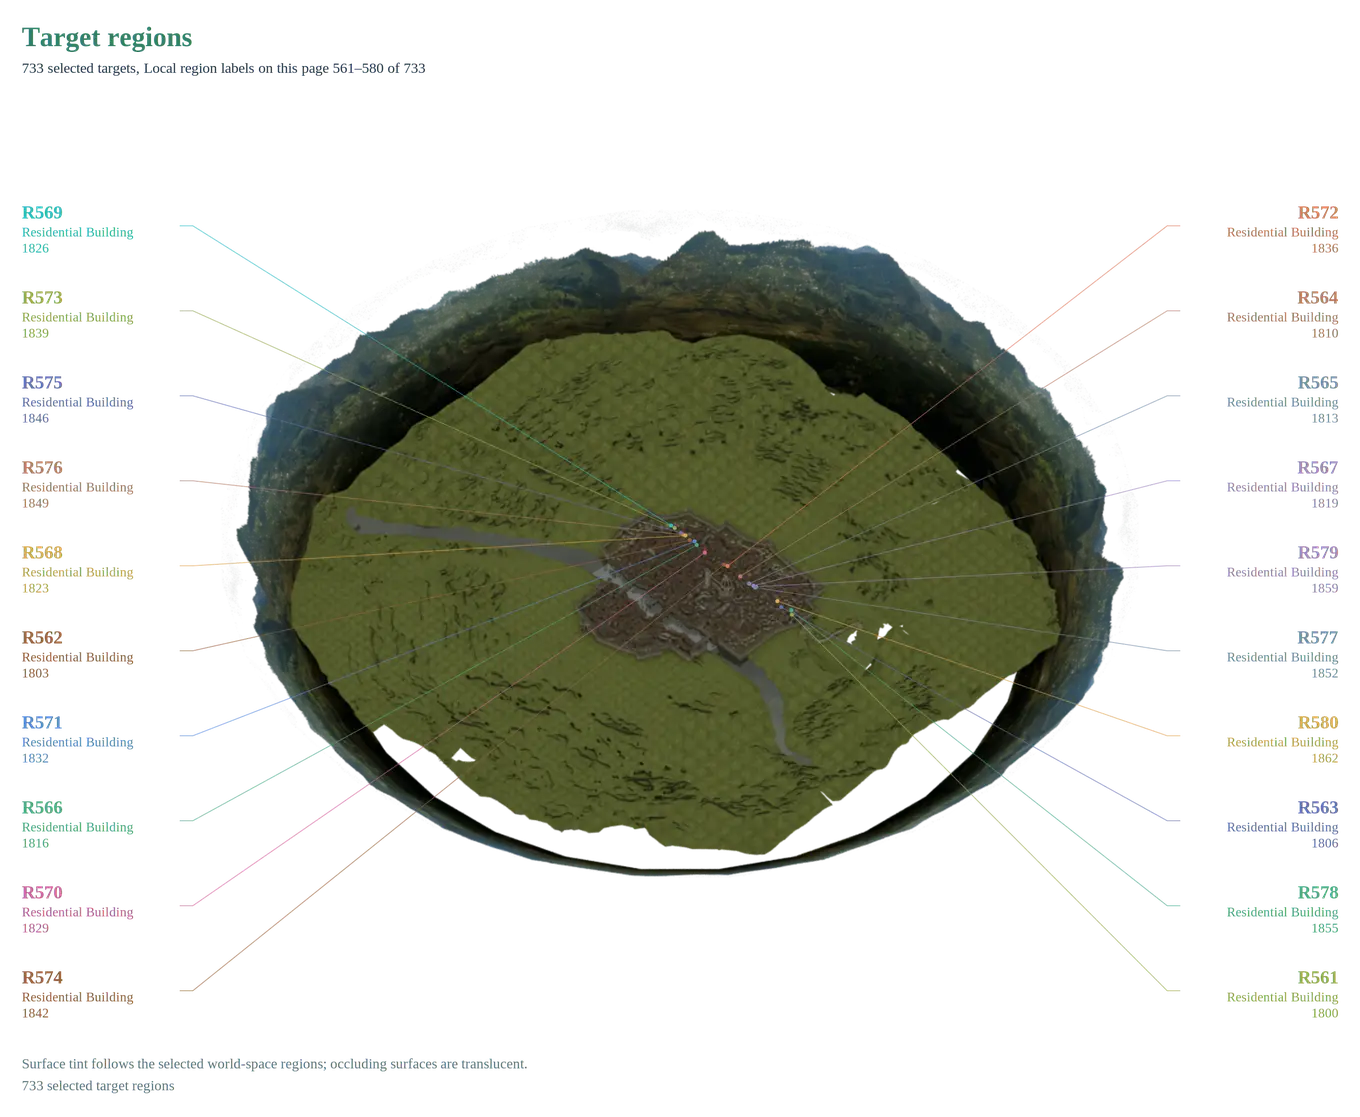 Target regions
733 selected targets, Local region labels on this page 561–580 of 733
R569
Residential Building
1826
R573
Residential Building
1839
R575
Residential Building
1846
R576
Residential Building
1849
R568
Residential Building
1823
R562
Residential Building
1803
R571
Residential Building
1832
R566
Residential Building
1816
R570
Residential Building
1829
R574
Residential Building
1842
R572
Residential Building
1836
R564
Residential Building
1810
R565
Residential Building
1813
R567
Residential Building
1819
R579
Residential Building
1859
R577
Residential Building
1852
R580
Residential Building
1862
R563
Residential Building
1806
R578
Residential Building
1855
R561
Residential Building
1800
Surface tint follows the selected world-space regions; occluding surfaces are translucent.
733 selected target regions